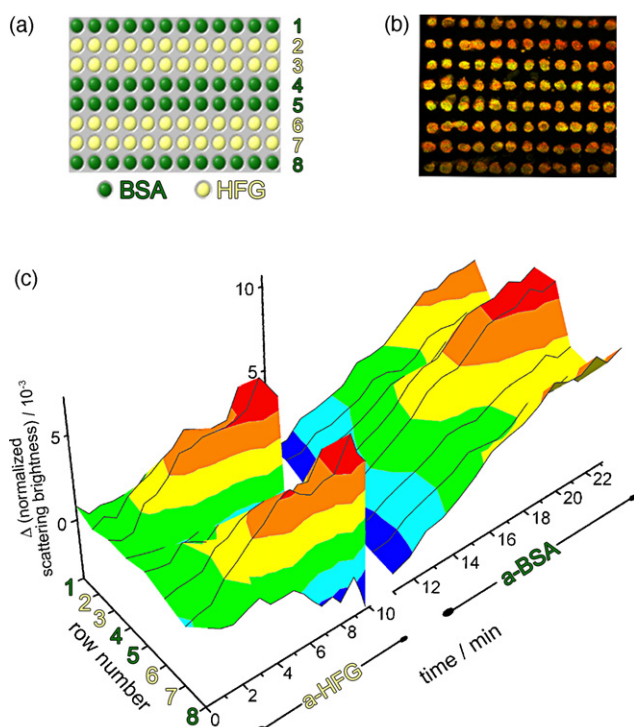 (a)
1
2
3
4
5
6
7
8
BSA HFG
(b)
(c)
10
5
5
0
Δ (normalized
scattering brightness) / 10⁻³
1
2
3
4
5
6
7
8
row number
0 2 4 6 8 10 12 14 16 18 20 22
a-HFG
a-BSA
time / min